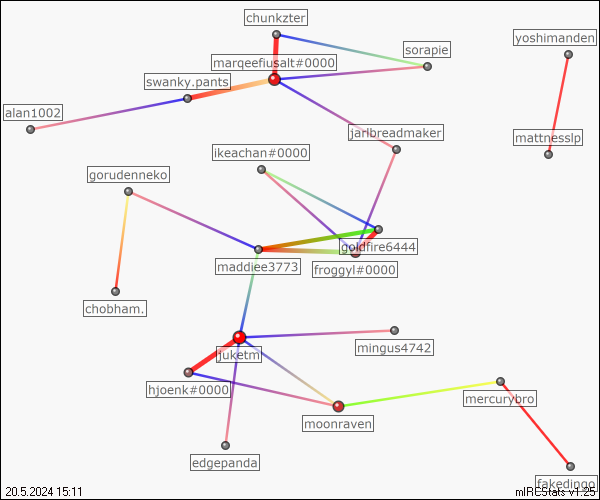 chunkzter
yoshimanden
sorapie
marqeefiusalt#0000
swanky.pants
alan1002
jarlbreadmaker
mattnesslp
ikeachan#0000
gorudenneko
goldfire6444
maddiee3773
froggyl#0000
chobham.
mingus4742
juketm
hjoenk#0000
mercurybro
moonraven
edgepanda
fakedingo
20.5.2024 15:11
mIRCStats v1.25